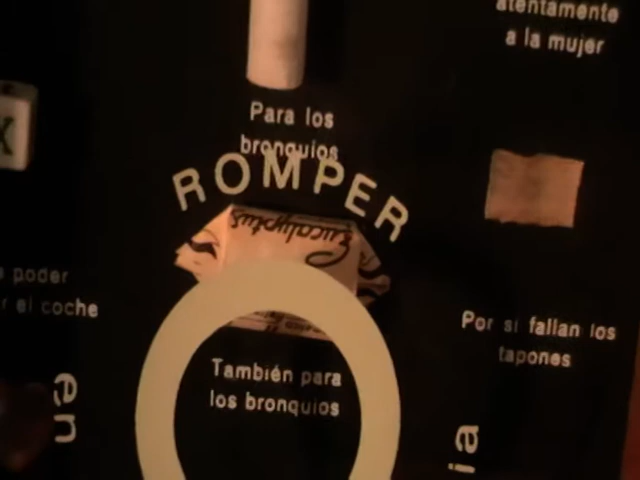 atentamente
a la mujer
Para los
bronquios
ROMPER
X
Eucalyptus
poder
r el coche
Por si fallan los
tapones
También para
los bronquios
en
ia